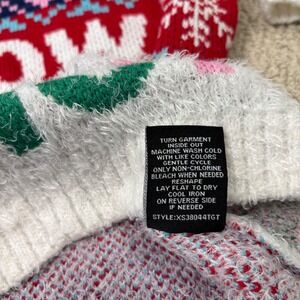 OW
TURN GARMENT
INSIDE OUT
MACHINE WASH COLD
WITH LIKE COLORS
GENTLE CYCLE
ONLY NON-CHLORINE
BLEACH WHEN NEEDED
RESHAPE
LAY FLAT TO DRY
COOL IRON
ON REVERSE SIDE
IF NEEDED
STYLE:XS38044TGT